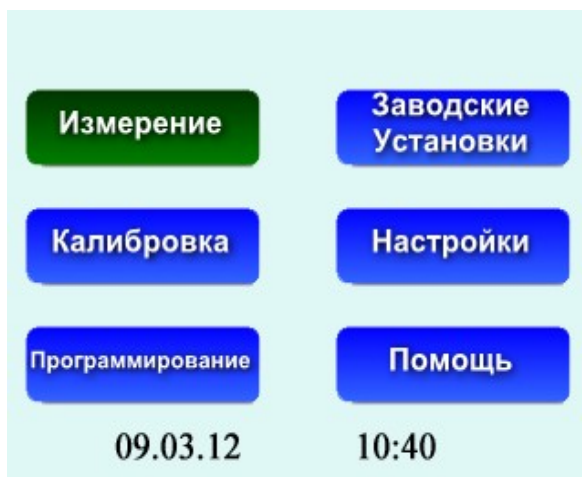 Измерение
Заводские
Установки
Калибровка
Настройки
Программирование
Помощь
09.03.12
10:40